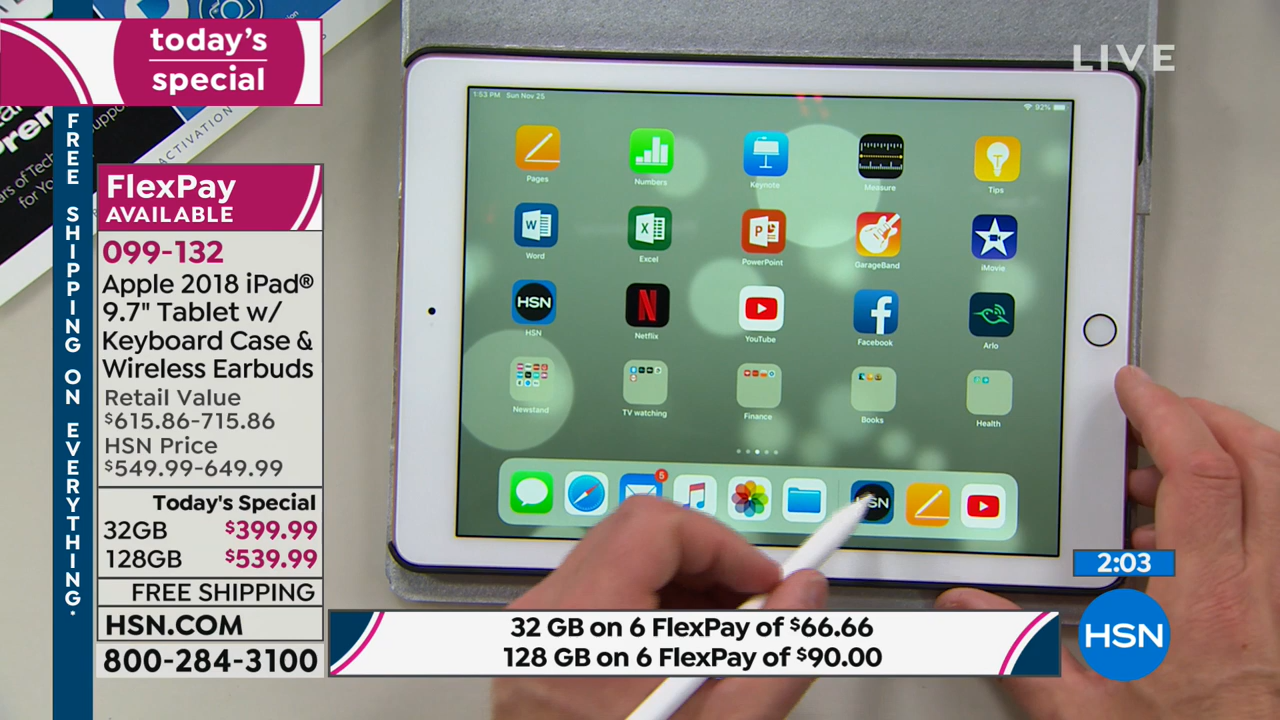 today's
special
LIVE
FREE SHIPPING ON EVERYTHING.
FlexPay
AVAILABLE
099-132
Apple 2018 iPad®
9.7" Tablet w/
Keyboard Case &
Wireless Earbuds
Retail Value
$615.86-715.86
HSN Price
$549.99-649.99
Today's Special
32GB $399.99
128GB $539.99
FREE SHIPPING
HSN.COM
800-284-3100
ACTIVATION
1:53 PM Sun Nov 25
92%
Pages
Numbers
Keynote
Measure
Tips
W
X
P
Word
Excel
PowerPoint
GarageBand
iMovie
HSN
N
f
HSN
Netflix
YouTube
Facebook
Arlo
Newsstand
TV watching
Finance
Books
Health
5
HSN
32 GB on 6 FlexPay of $66.66
128 GB on 6 FlexPay of $90.00
2:03
HSN